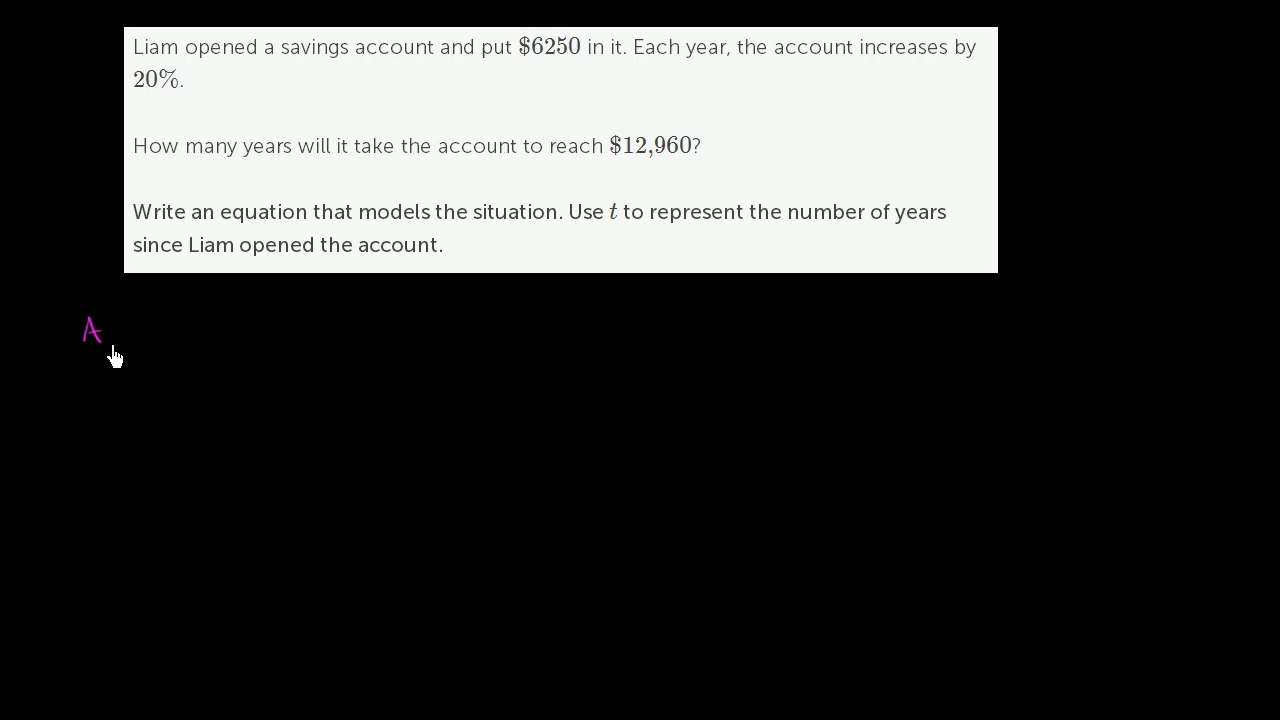 Liam opened a savings account and put $6250 in it. Each year, the account increases by
20%.
How many years will it take the account to reach $12,960?
Write an equation that models the situation. Use t to represent the number of years
since Liam opened the account.
A